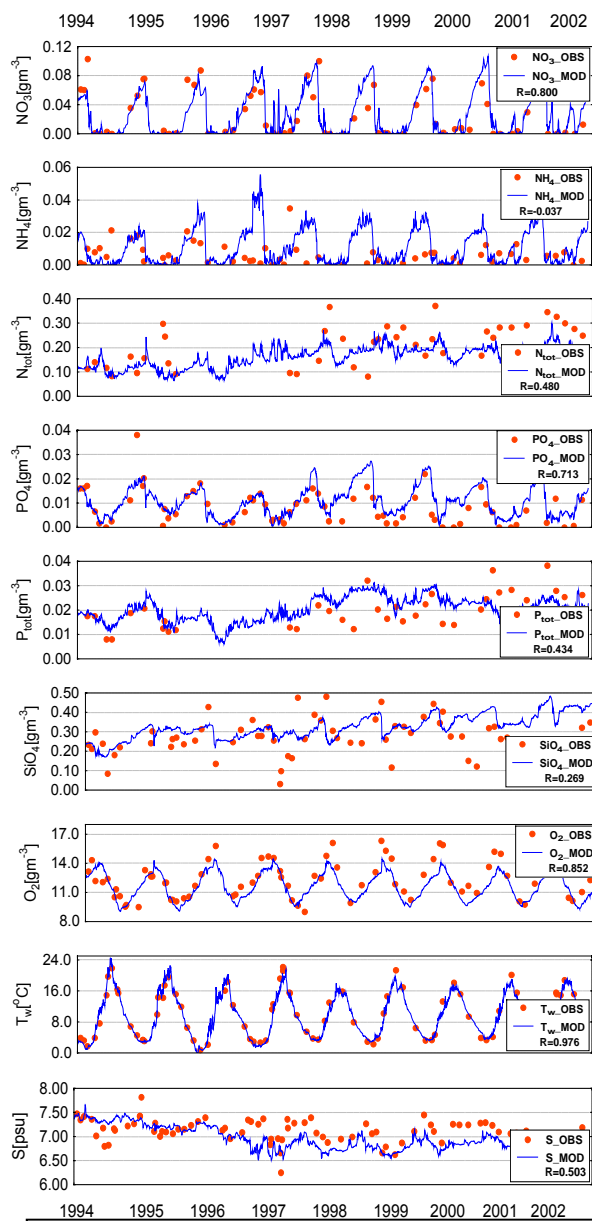 1994 1995 1996 1997 1998 1999 2000 2001 2002
NO3[gm-3]
0.12
0.08
0.04
0.00
NO3_OBS
NO3_MOD
R=0.800
NH4[gm-3]
0.06
0.04
0.02
0.00
NH4_OBS
NH4_MOD
R=-0.037
Ntot[gm-3]
0.40
0.30
0.20
0.10
0.00
Ntot_OBS
Ntot_MOD
R=0.480
PO4[gm-3]
0.04
0.03
0.02
0.01
0.00
PO4_OBS
PO4_MOD
R=0.713
Ptot[gm-3]
0.04
0.03
0.02
0.01
0.00
Ptot_OBS
Ptot_MOD
R=0.434
SiO4[gm-3]
0.50
0.40
0.30
0.20
0.10
0.00
SiO4_OBS
SiO4_MOD
R=0.269
O2[gm-3]
17.0
14.0
11.0
8.0
O2_OBS
O2_MOD
R=0.852
Tw[OC]
24.0
16.0
8.0
0.0
Tw_OBS
Tw_MOD
R=0.976
S[psu]
8.00
7.50
7.00
6.50
6.00
S_OBS
S_MOD
R=0.503
1994 1995 1996 1997 1998 1999 2000 2001 2002